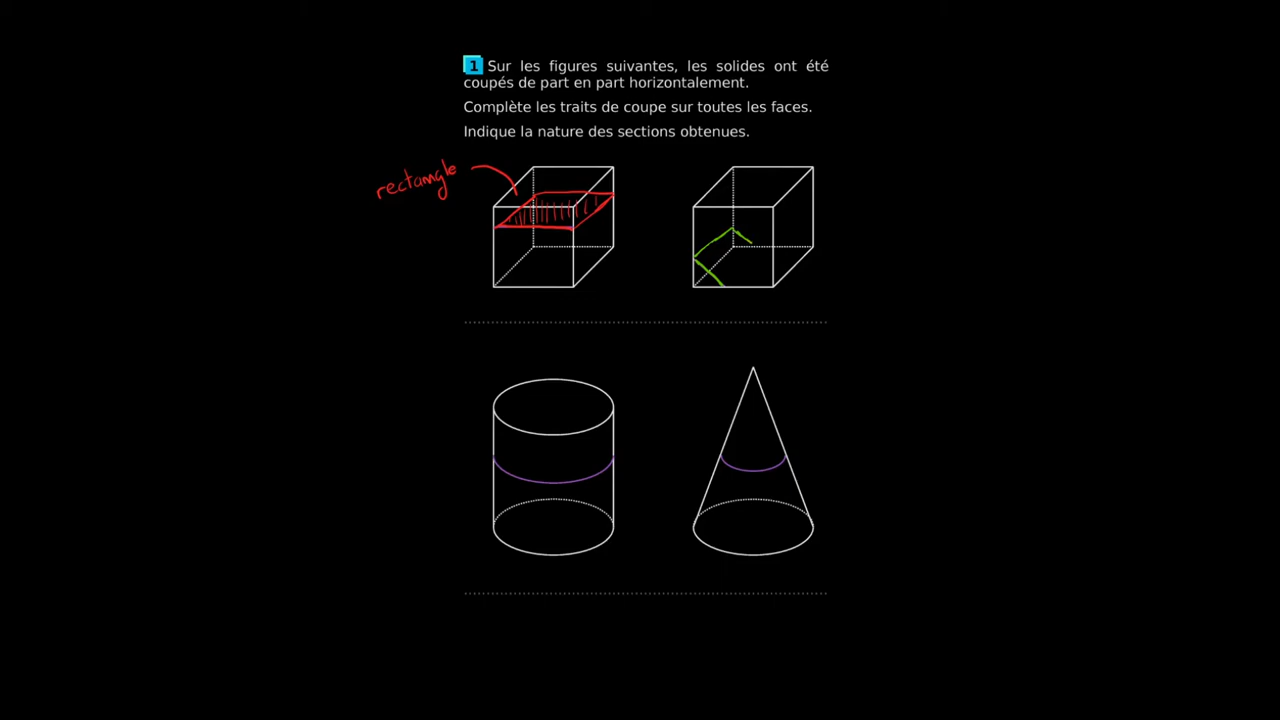 1 Sur les figures suivantes, les solides ont été
coupés de part en part horizontalement.
Complète les traits de coupe sur toutes les faces.
Indique la nature des sections obtenues.
rectangle